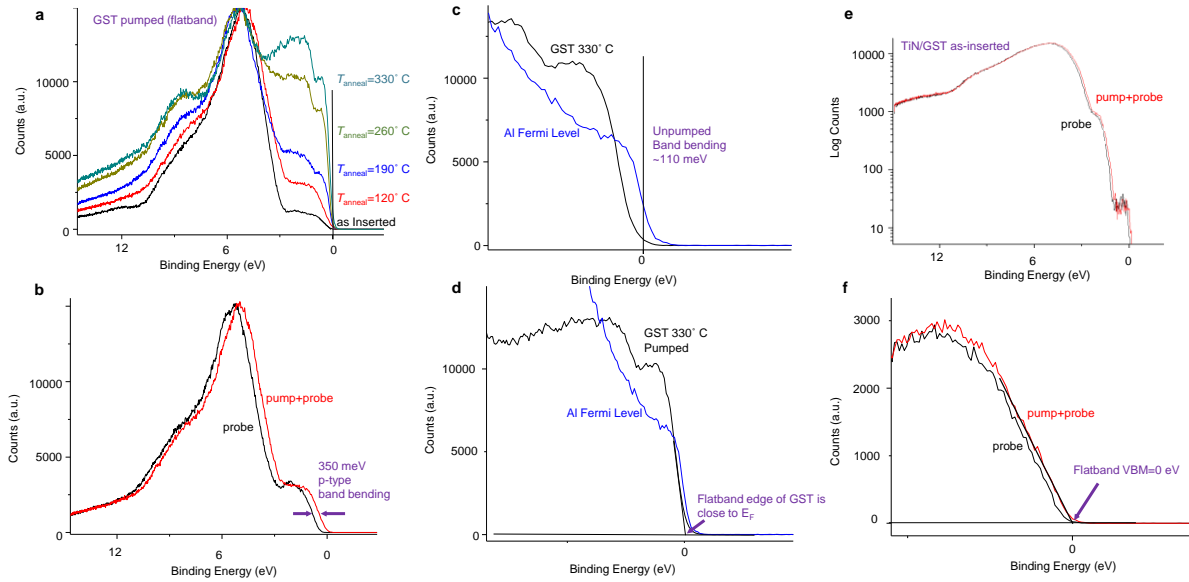 a
GST pumped (flatband)
Counts (a.u.)
10000
5000
0
T_anneal=330° C
T_anneal=260° C
T_anneal=190° C
T_anneal=120° C
as Inserted
12
6
0
Binding Energy (eV)
b
Counts (a.u.)
10000
5000
0
pump+probe
probe
350 meV
p-type
band bending
12
6
0
Binding Energy (eV)
c
Counts (a.u.)
10000
5000
0
GST 330° C
Al Fermi Level
Unpumped
Band bending
~110 meV
0
Binding Energy (eV)
d
Counts (a.u.)
10000
5000
0
GST 330° C
Pumped
Al Fermi Level
Flatband edge of GST is
close to E_F
0
Binding Energy (eV)
e
TiN/GST as-inserted
Log Counts
10000
1000
100
10
pump+probe
probe
12
6
0
Binding Energy (eV)
f
Counts (a.u.)
3000
2000
1000
0
pump+probe
probe
Flatband VBM=0 eV
0
Binding Energy (eV)